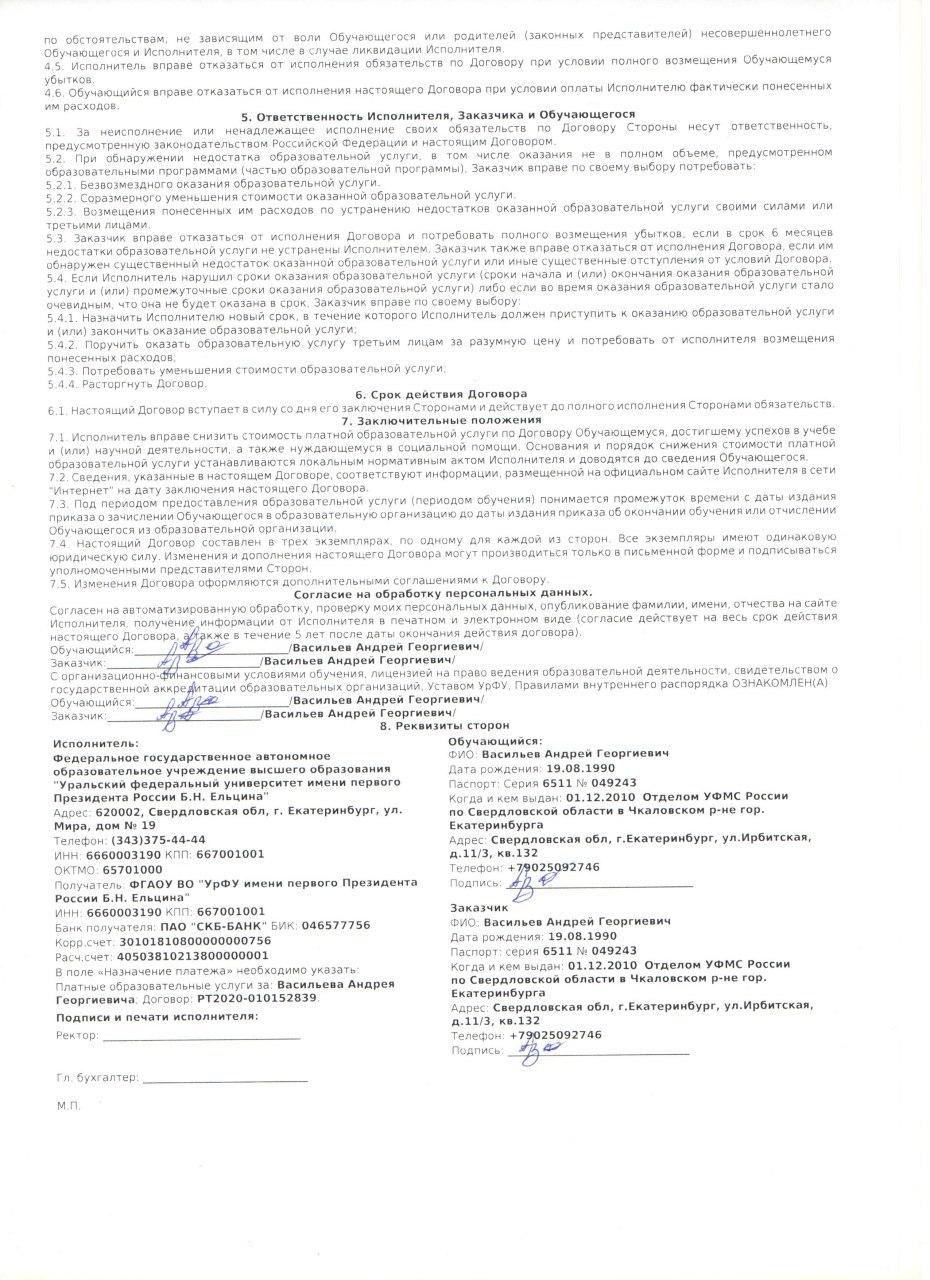 по обстоятельствам, не зависящим от воли Обучающегося или родителей (законных представителей) несовершеннолетнего
Обучающегося и Исполнителя, в том числе в случае ликвидации Исполнителя.
4.5. Исполнитель вправе отказаться от исполнения обязательств по Договору при условии полного возмещения Обучающемуся
убытков.
4.6. Обучающийся вправе отказаться от исполнения настоящего Договора при условии оплаты Исполнителю фактически понесенных
им расходов.
5. Ответственность Исполнителя, Заказчика и Обучающегося
5.1. За неисполнение или ненадлежащее исполнение своих обязательств по Договору Стороны несут ответственность,
предусмотренную законодательством Российской Федерации и настоящим Договором.
5.2. При обнаружении недостатка образовательной услуги, в том числе оказания не в полном объеме, предусмотренном
образовательными программами (частью образовательной программы), Заказчик вправе по своему выбору потребовать:
5.2.1. Безвозмездного оказания образовательной услуги.
5.2.2. Соразмерного уменьшения стоимости оказанной образовательной услуги.
5.2.3. Возмещения понесенных им расходов по устранению недостатков оказанной образовательной услуги своими силами или
третьими лицами.
5.3. Заказчик вправе отказаться от исполнения Договора и потребовать полного возмещения убытков, если в срок 6 месяцев
недостатки образовательной услуги не устранены Исполнителем. Заказчик также вправе отказаться от исполнения Договора, если им
обнаружен существенный недостаток оказанной образовательной услуги или иные существенные отступления от условий Договора.
5.4. Если Исполнитель нарушил сроки оказания образовательной услуги (сроки начала и (или) окончания оказания образовательной
услуги и (или) промежуточные сроки оказания образовательной услуги) либо если во время оказания образовательной услуги стало
очевидным, что она не будет оказана в срок, Заказчик вправе по своему выбору:
5.4.1. Назначить Исполнителю новый срок, в течение которого Исполнитель должен приступить к оказанию образовательной услуги
и (или) закончить оказание образовательной услуги;
5.4.2. Поручить оказать образовательную услугу третьим лицам за разумную цену и потребовать от исполнителя возмещения
понесенных расходов;
5.4.3. Потребовать уменьшения стоимости образовательной услуги;
5.4.4. Расторгнуть Договор.
6. Срок действия Договора
6.1. Настоящий Договор вступает в силу со дня его заключения Сторонами и действует до полного исполнения Сторонами обязательств.
7. Заключительные положения
7.1. Исполнитель вправе снизить стоимость платной образовательной услуги по Договору Обучающемуся, достигшему успехов в учебе
и (или) научной деятельности, а также нуждающемуся в социальной помощи. Основания и порядок снижения стоимости платной
образовательной услуги устанавливаются локальным нормативным актом Исполнителя и доводятся до сведения Обучающегося.
7.2. Сведения, указанные в настоящем Договоре, соответствуют информации, размещенной на официальном сайте Исполнителя в сети
"Интернет" на дату заключения настоящего Договора.
7.3. Под периодом предоставления образовательной услуги (периодом обучения) понимается промежуток времени с даты издания
приказа о зачислении Обучающегося в образовательную организацию до даты издания приказа об окончании обучения или отчислении
Обучающегося из образовательной организации.
7.4. Настоящий Договор составлен в трех экземплярах, по одному для каждой из сторон. Все экземпляры имеют одинаковую
юридическую силу. Изменения и дополнения настоящего Договора могут производиться только в письменной форме и подписываться
уполномоченными представителями Сторон.
7.5. Изменения Договора оформляются дополнительными соглашениями к Договору.
Согласие на обработку персональных данных.
Согласен на автоматизированную обработку, проверку моих персональных данных, опубликование фамилии, имени, отчества на сайте
Исполнителя, получение информации от Исполнителя в печатном и электронном виде (согласие действует на весь срок действия
настоящего Договора, а также в течение 5 лет после даты окончания действия договора).
Обучающийся: /Васильев Андрей Георгиевич/
Заказчик: /Васильев Андрей Георгиевич/
С организационно-финансовыми условиями обучения, лицензией на право ведения образовательной деятельности, свидетельством о
государственной аккредитации образовательных организаций, Уставом УрФУ, Правилами внутреннего распорядка ОЗНАКОМЛЕН(А)
Обучающийся: /Васильев Андрей Георгиевич/
Заказчик: /Васильев Андрей Георгиевич/
8. Реквизиты сторон
Исполнитель:
Федеральное государственное автономное
образовательное учреждение высшего образования
"Уральский федеральный университет имени первого
Президента России Б.Н. Ельцина"
Адрес: 620002, Свердловская обл, г. Екатеринбург, ул.
Мира, дом № 19
Телефон: (343)375-44-44
ИНН: 6660003190 КПП: 667001001
ОКТМО: 65701000
Получатель: ФГАОУ ВО "УрФУ имени первого Президента
России Б.Н. Ельцина"
ИНН: 6660003190 КПП: 667001001
Банк получателя: ПАО "СКБ-БАНК" БИК: 046577756
Корр.счет: 30101810800000000756
Расч.счет: 40503810213800000001
В поле «Назначение платежа» необходимо указать:
Платные образовательные услуги за: Васильева Андрея
Георгиевича; Договор: РТ2020-010152839.
Подписи и печати исполнителя:
Ректор:
Гл. бухгалтер:
М.П.
Обучающийся:
ФИО: Васильев Андрей Георгиевич
Дата рождения: 19.08.1990
Паспорт: Серия 6511 № 049243
Когда и кем выдан: 01.12.2010 Отделом УФМС России
по Свердловской области в Чкаловском р-не гор.
Екатеринбурга
Адрес: Свердловская обл, г.Екатеринбург, ул.Ирбитская,
д.11/3, кв.132
Телефон: +79025092746
Подпись:
Заказчик
ФИО: Васильев Андрей Георгиевич
Дата рождения: 19.08.1990
Паспорт: серия 6511 № 049243
Когда и кем выдан: 01.12.2010 Отделом УФМС России
по Свердловской области в Чкаловском р-не гор.
Екатеринбурга
Адрес: Свердловская обл, г.Екатеринбург, ул.Ирбитская,
д.11/3, кв.132
Телефон: +79025092746
Подпись: